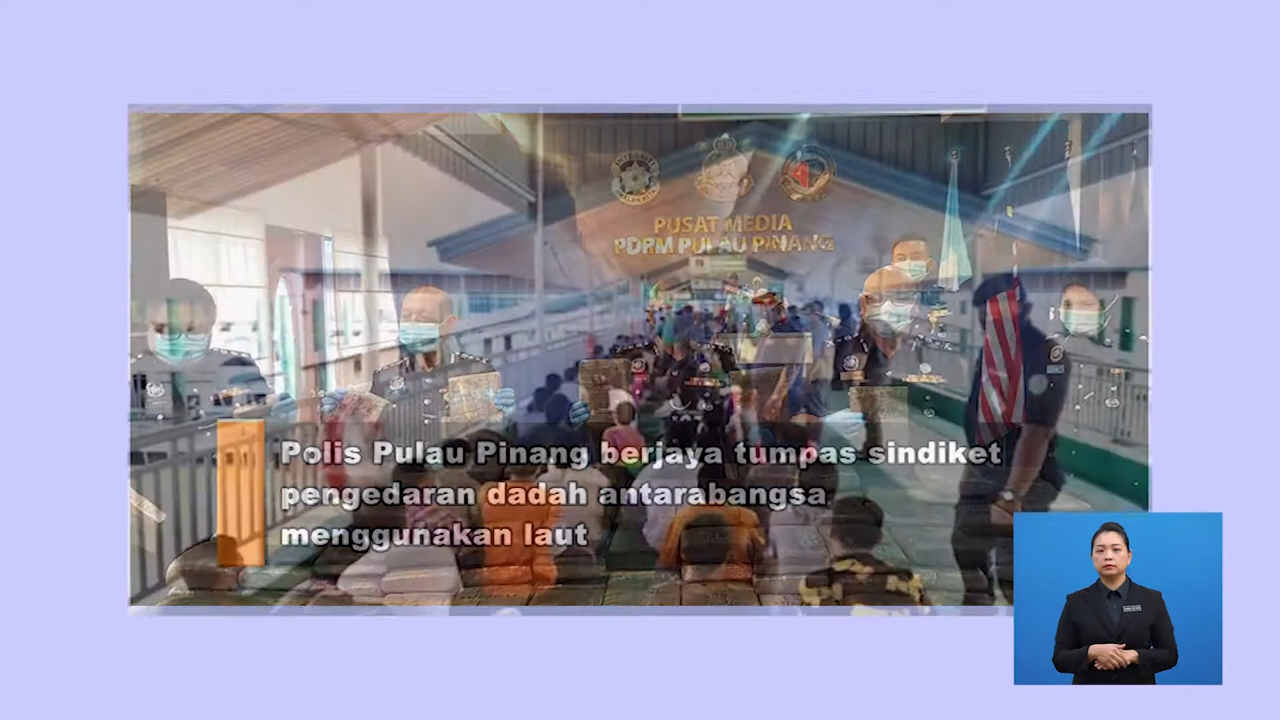 PUSAT MEDIA
PDRM PULAU PINANG
Polis Pulau Pinang berjaya tumpas sindiket
pengedaran dadah antarabangsa
menggunakan laut